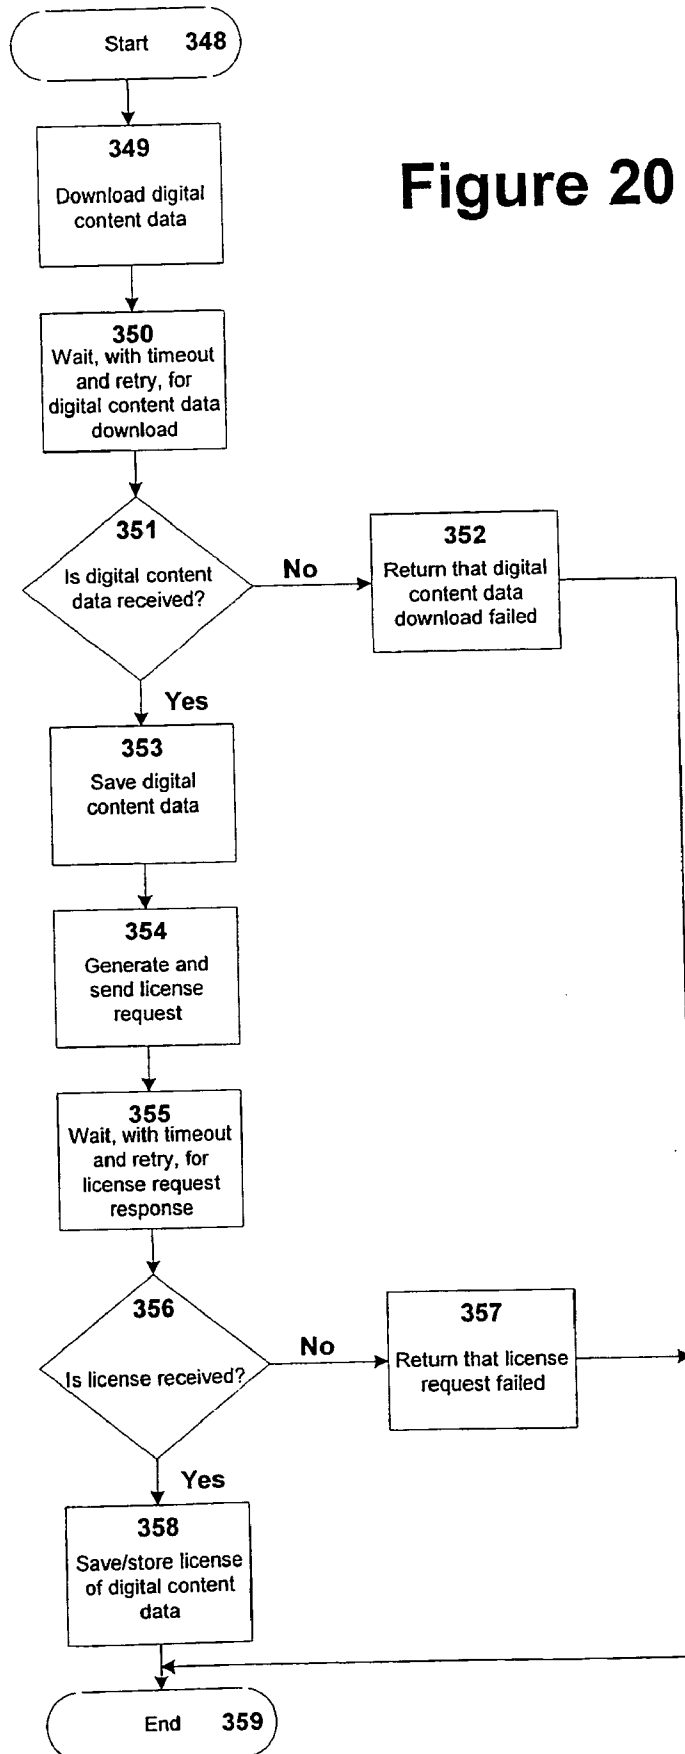 Start 348
Figure 20
349
Download digital
content data
350
Wait, with timeout
and retry, for
digital content data
download
351
Is digital content
data received?
No
352
Return that digital
content data
download failed
Yes
353
Save digital
content data
354
Generate and
send license
request
355
Wait, with timeout
and retry, for
license request
response
356
Is license received?
No
357
Return that license
request failed
Yes
358
Save/store license
of digital content
data
End 359